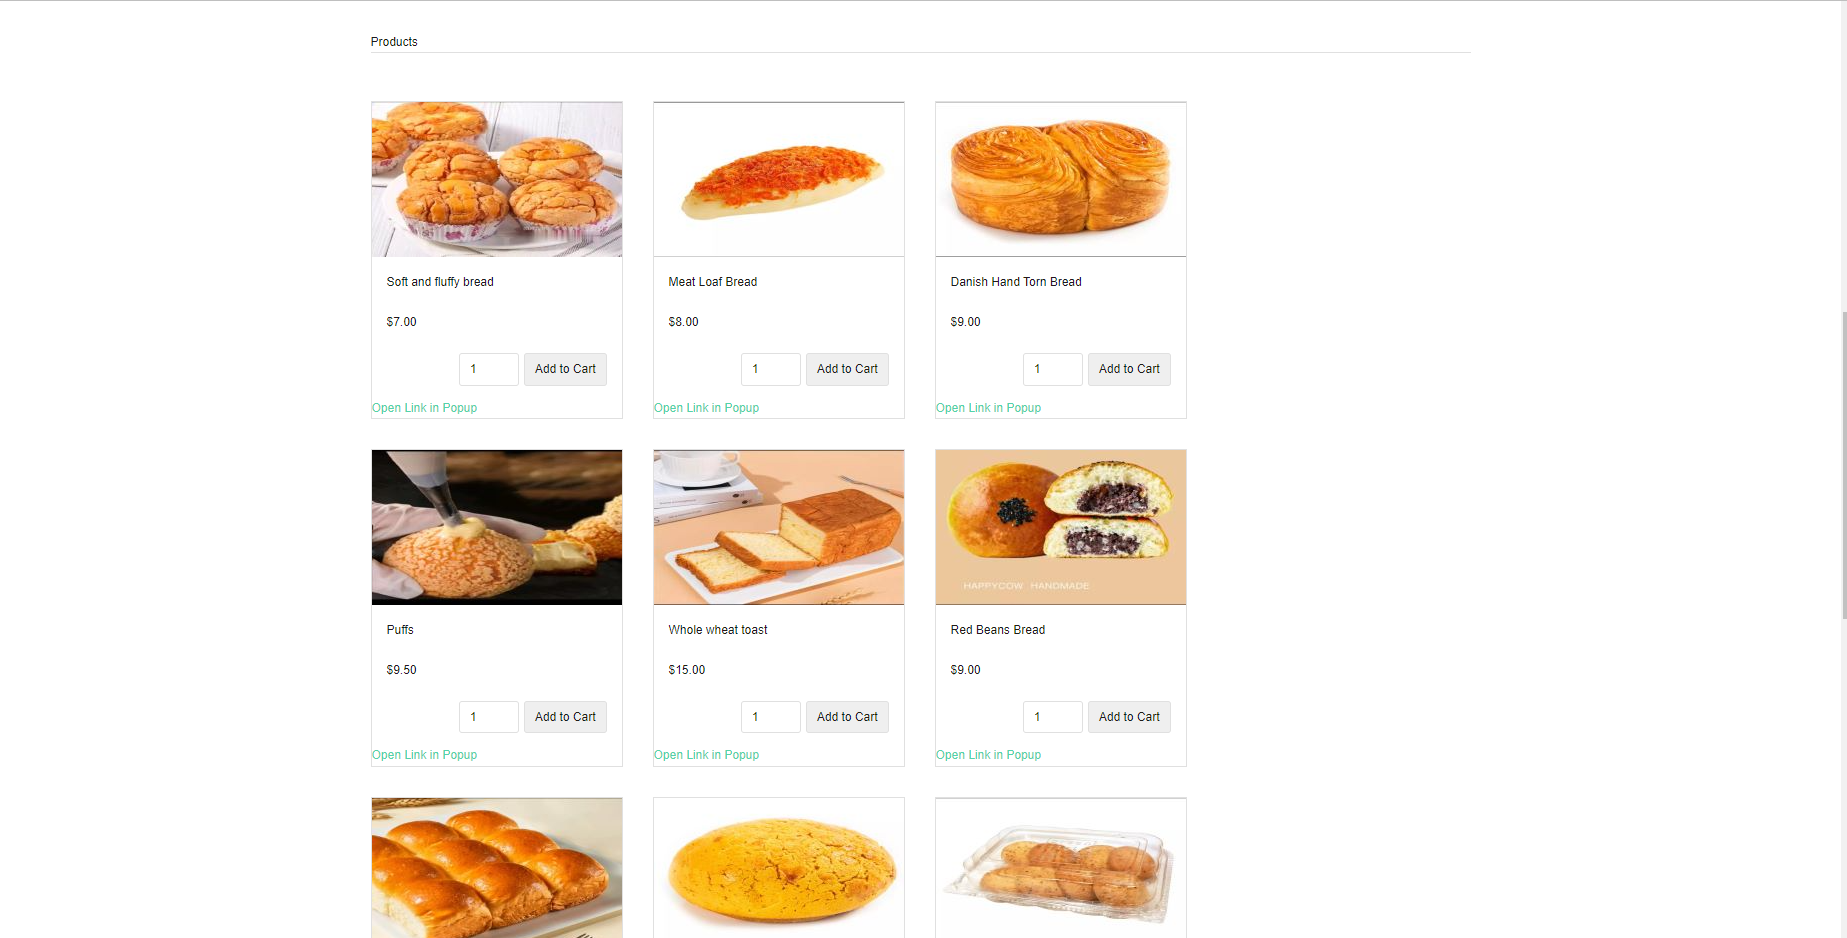 Products
Soft and fluffy bread
$7.00
1
Add to Cart
Open Link in Popup
Meat Loaf Bread
$8.00
1
Add to Cart
Open Link in Popup
Danish Hand Torn Bread
$9.00
1
Add to Cart
Open Link in Popup
Puffs
$9.50
1
Add to Cart
Open Link in Popup
Whole wheat toast
$15.00
1
Add to Cart
Open Link in Popup
HAPPYCOW HANDMADE
Red Beans Bread
$9.00
1
Add to Cart
Open Link in Popup